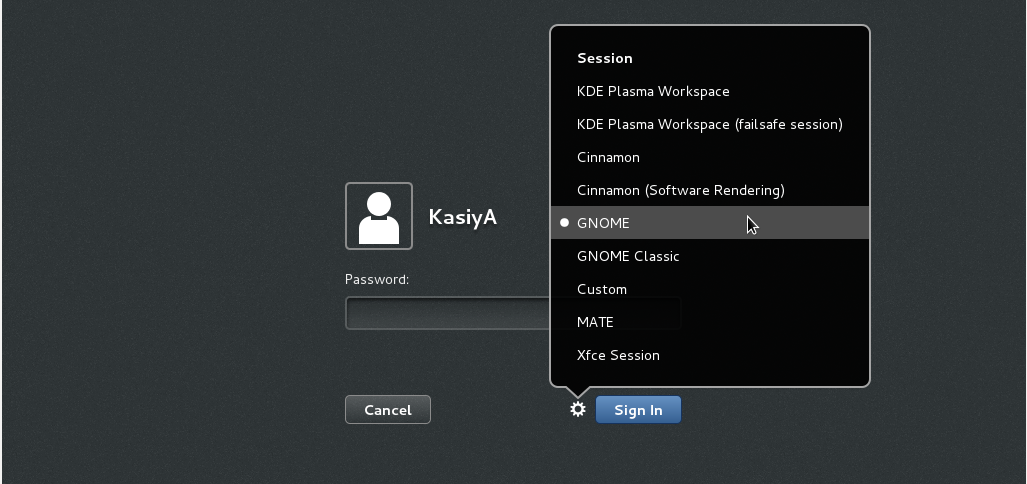 Session
KDE Plasma Workspace
KDE Plasma Workspace (failsafe session)
Cinnamon
Cinnamon (Software Rendering)
GNOME
GNOME Classic
Custom
MATE
Xfce Session
KasiyA
Password:
Cancel
Sign In